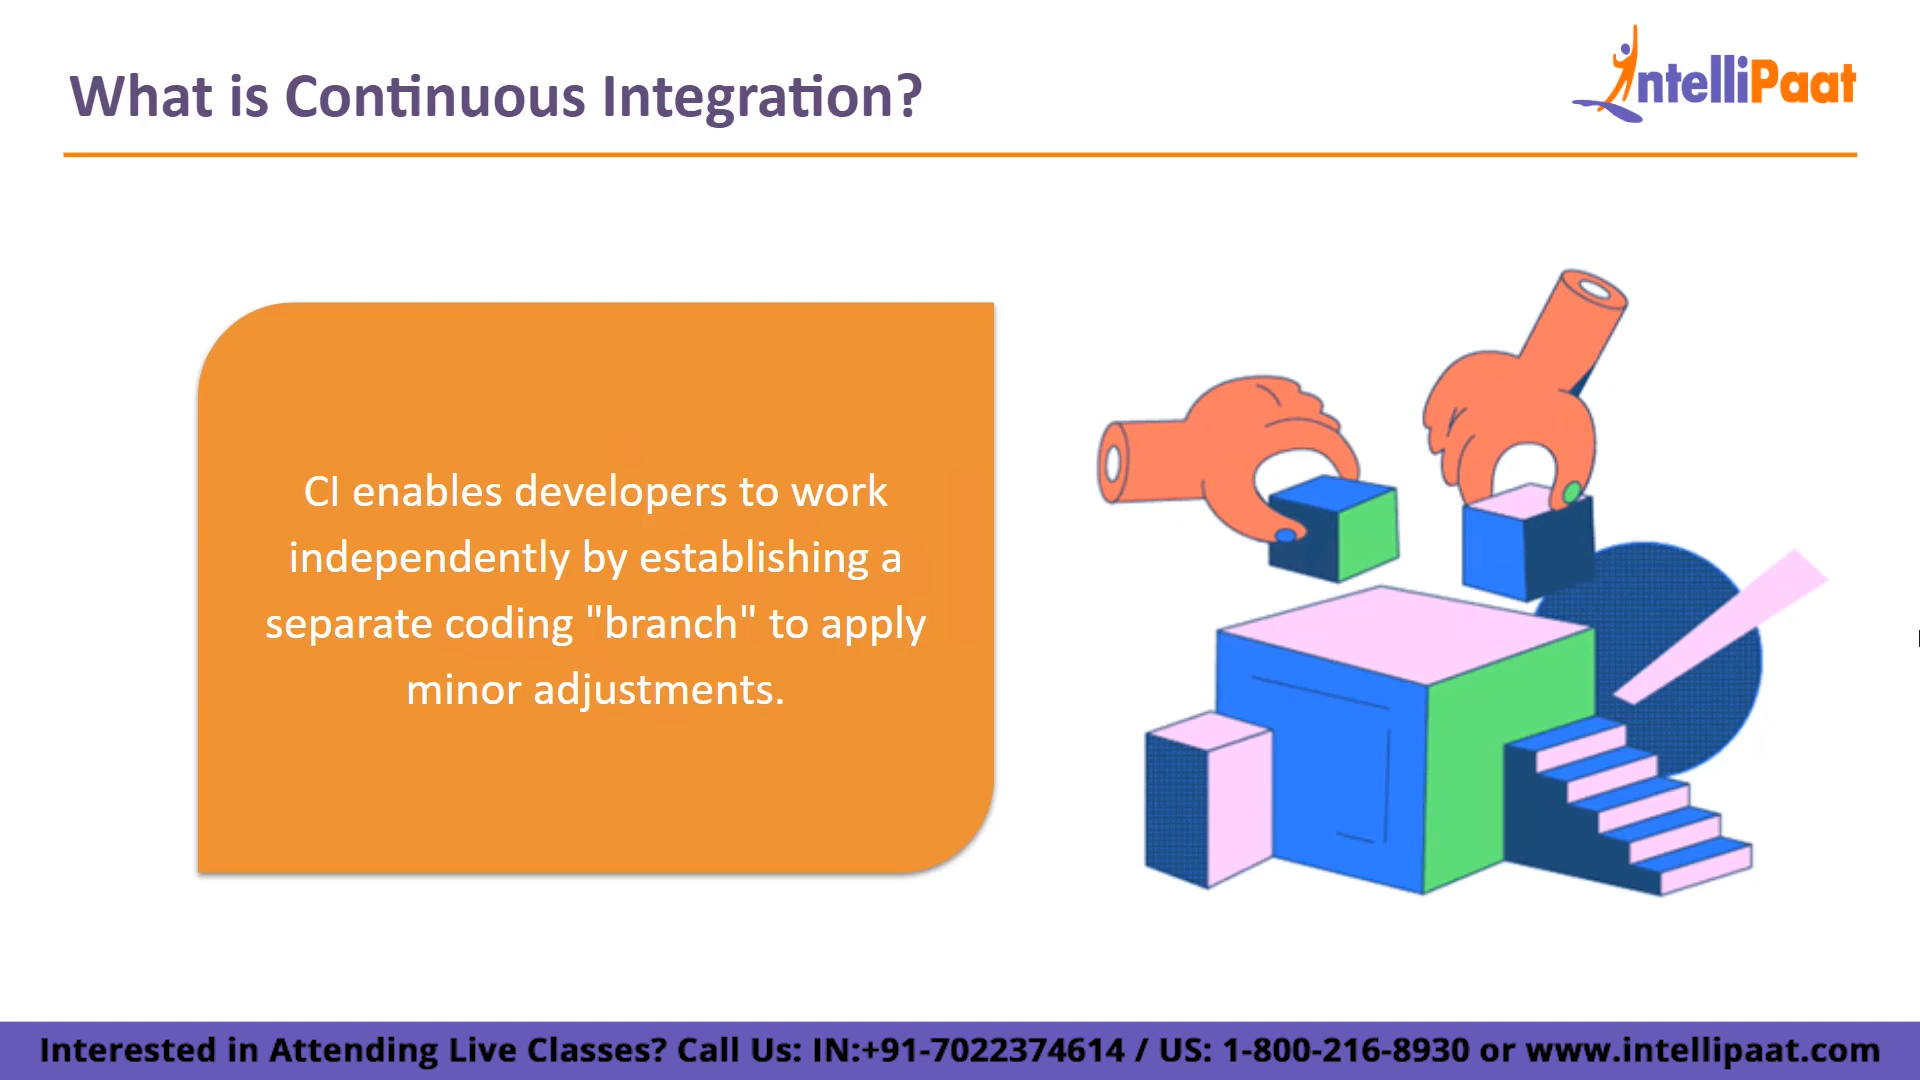 What is Continuous Integration?
IntelliPaat
CI enables developers to work
independently by establishing a
separate coding "branch" to apply
minor adjustments.
Interested in Attending Live Classes? Call Us: IN:+91-7022374614 / US: 1-800-216-8930 or www.intellipaat.com